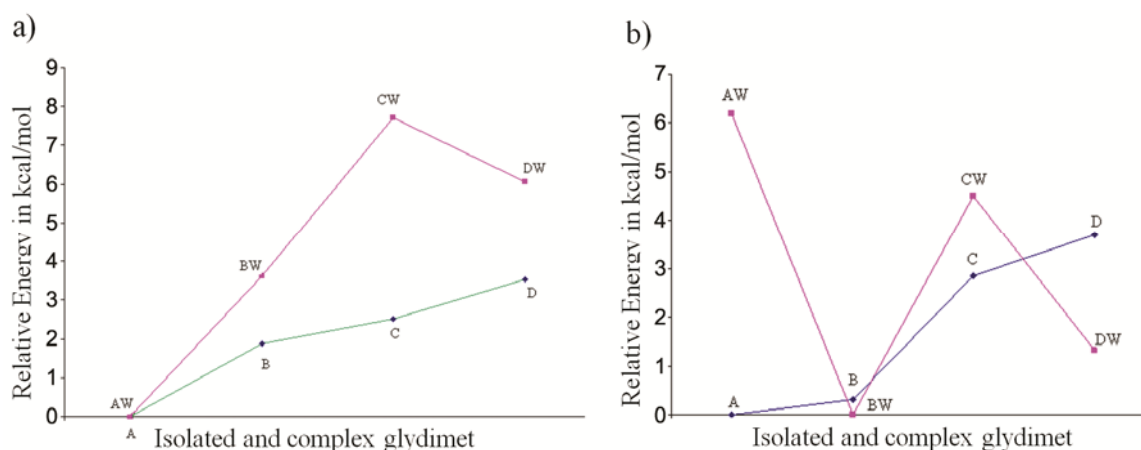 a)
Relative Energy in kcal/mol
9
8
7
6
5
4
3
2
1
0
AW
A
BW
B
CW
C
DW
D
Isolated and complex glydimet
b)
Relative Energy in kcal/mol
7
6
5
4
3
2
1
0
AW
A
B
BW
CW
C
D
DW
Isolated and complex glydimet